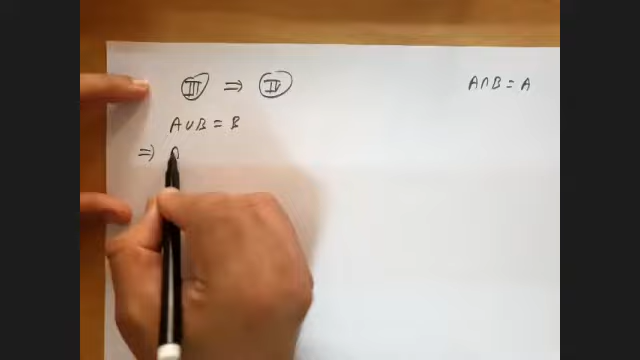 III ⇒ IV
A∩B = A
A∪B = B
⇒